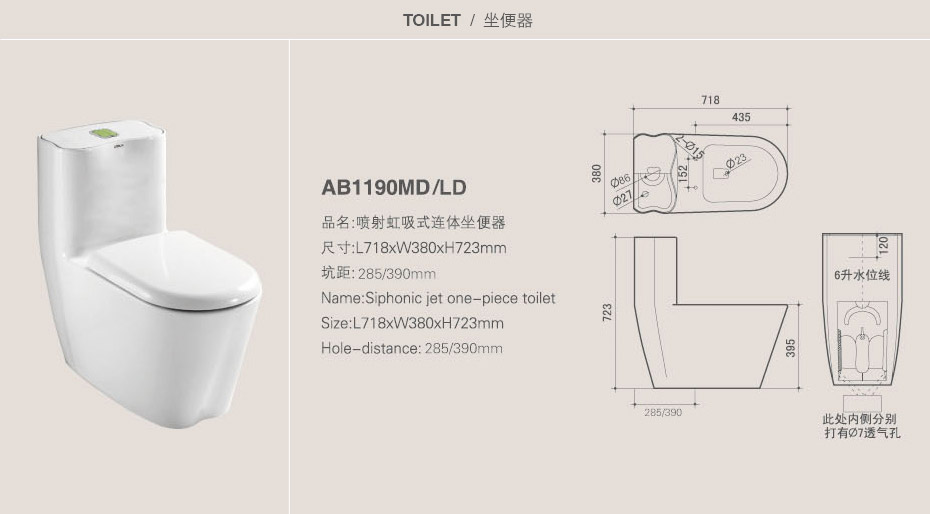 TOILET / 坐便器
AB1190MD/LD
品名:喷射虹吸式连体坐便器
尺寸:L718xW380xH723mm
坑距: 285/390mm
Name:Siphonic jet one-piece toilet
Size:L718xW380xH723mm
Hole-distance: 285/390mm
718
435
380
2-Ø15
152
Ø23
Ø86
Ø27
723
395
285/390
120
6升水位线
此处内侧分别
打有Ø7透气孔